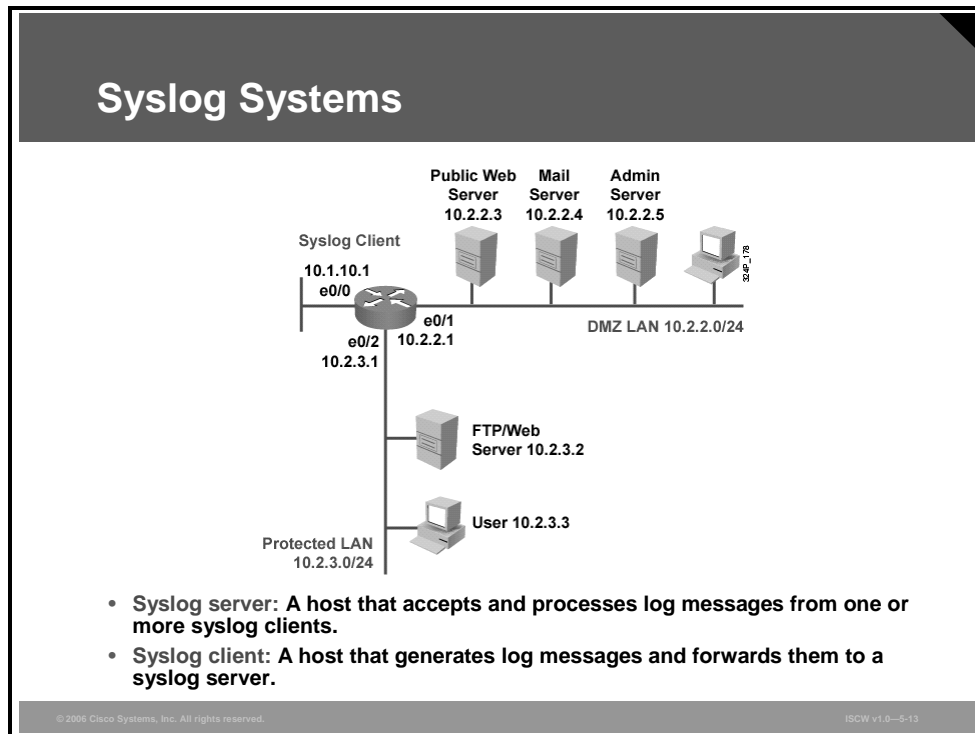 Syslog Systems
Public Web
Server
10.2.2.3
Mail
Server
10.2.2.4
Admin
Server
10.2.2.5
324P_178
Syslog Client
10.1.10.1
e0/0
e0/1
10.2.2.1
DMZ LAN 10.2.2.0/24
e0/2
10.2.3.1
FTP/Web
Server 10.2.3.2
User 10.2.3.3
Protected LAN
10.2.3.0/24
• Syslog server: A host that accepts and processes log messages from one or
more syslog clients.
• Syslog client: A host that generates log messages and forwards them to a
syslog server.
© 2006 Cisco Systems, Inc. All rights reserved.
ISCW v1.0—5-13